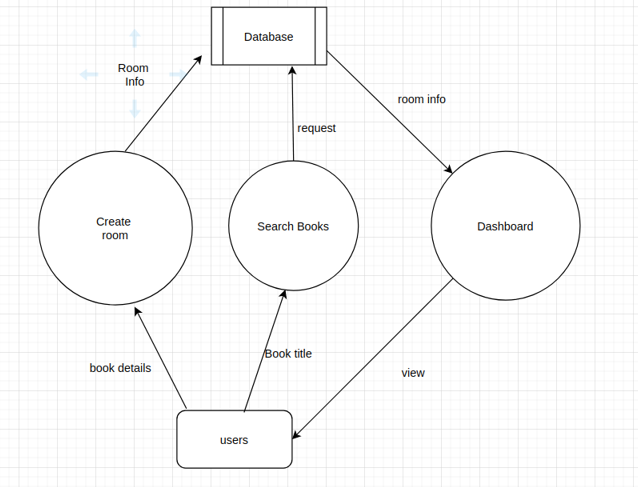 Database
Room
Info
room info
request
Create
room
Search Books
Dashboard
book details
Book title
view
users